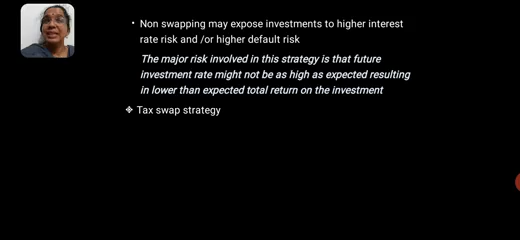 • Non swapping may expose investments to higher interest
rate risk and /or higher default risk
The major risk involved in this strategy is that future
investment rate might not be as high as expected resulting
in lower than expected total return on the investment
❖ Tax swap strategy